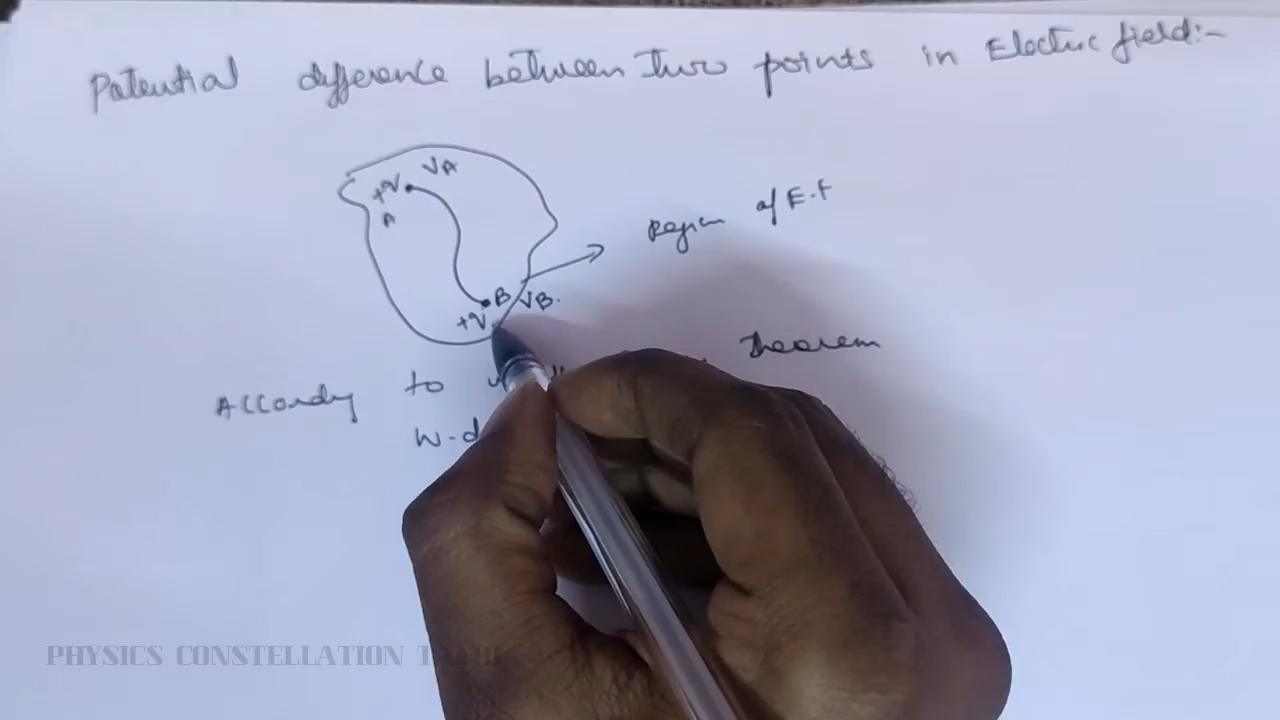 Potential difference between two points in Electric field:-
VA
+q
A
Region of E.F
B VB.
+q
According to Theorem
W-d
PHYSICS CONSTELLATION